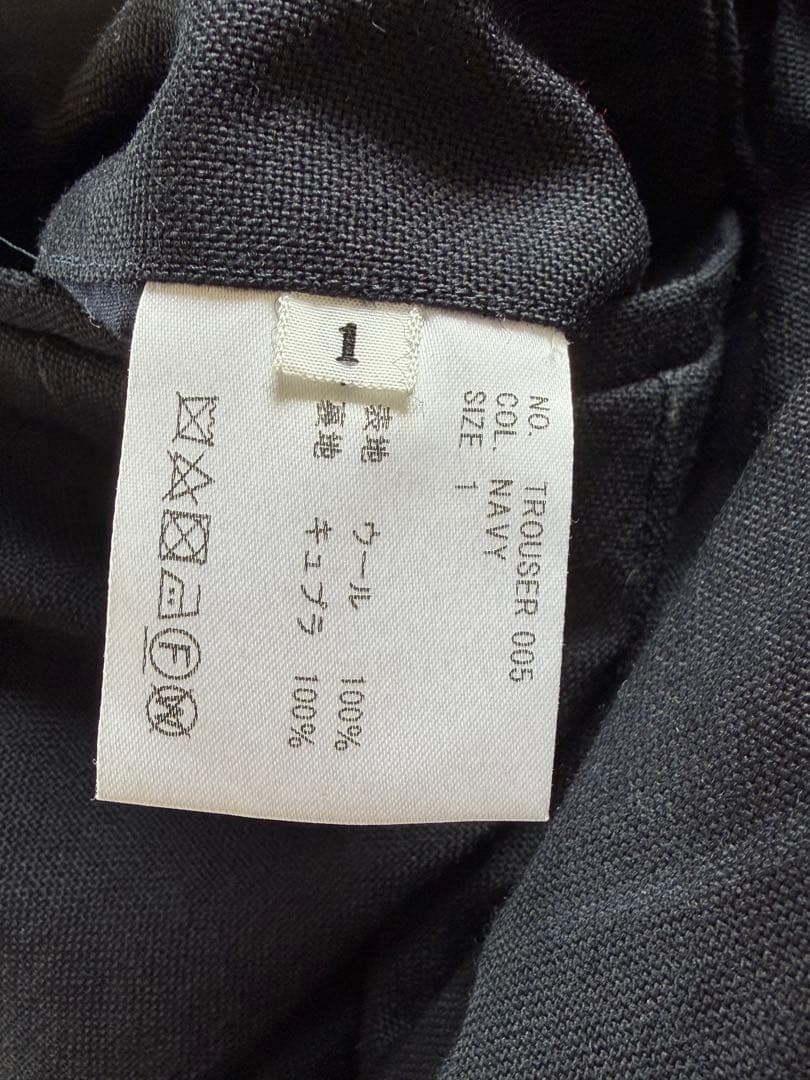 1
NO. TROUSER 005
COL. NAVY
SIZE 1
表地 ウール 100%
裏地 キュプラ 100%
F
W